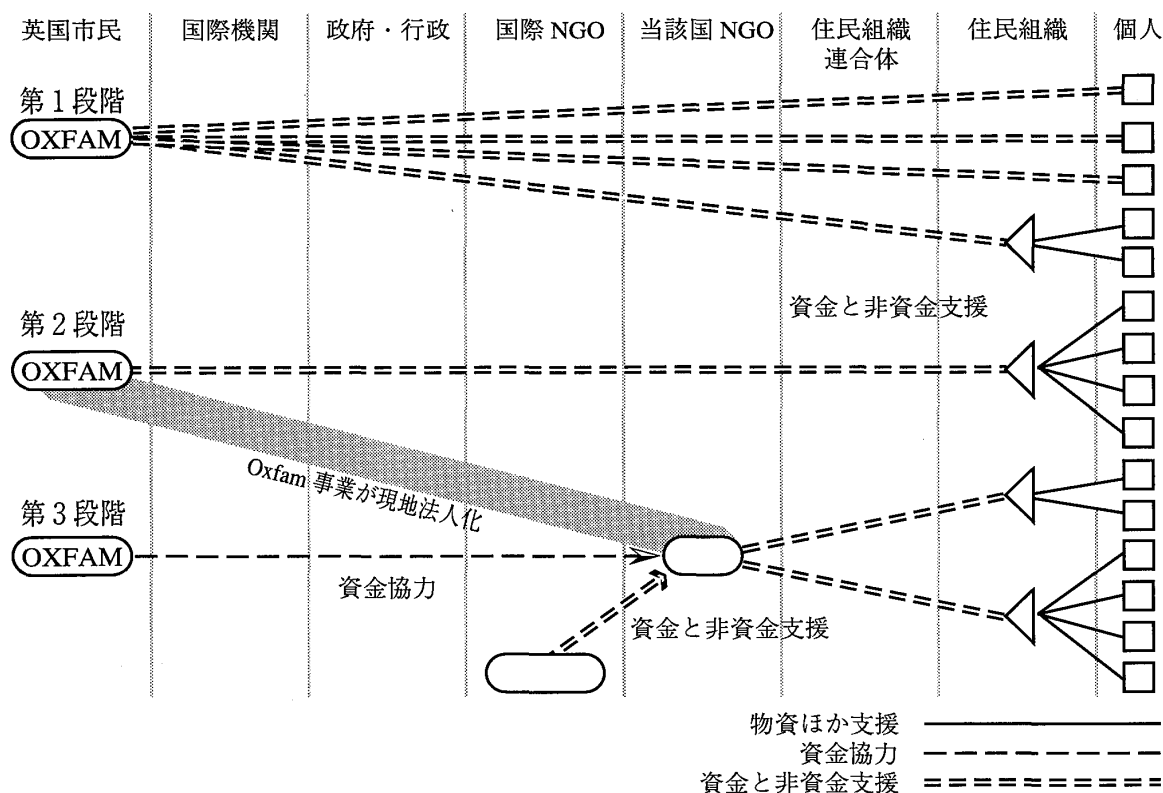 英国市民
国際機関
政府・行政
国際 NGO
当該国 NGO
住民組織
連合体
住民組織
個人
第1段階
OXFAM
資金と非資金支援
第2段階
OXFAM
Oxfam 事業が現地法人化
第3段階
OXFAM
資金協力
資金と非資金支援
物資ほか支援
資金協力
資金と非資金支援